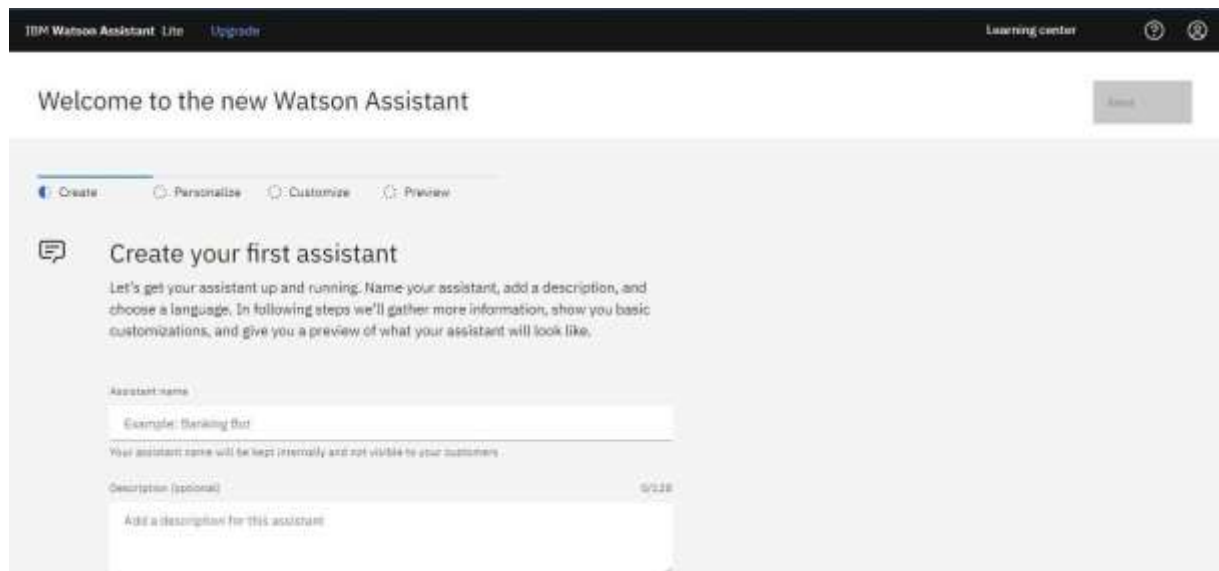 IBM Watson Assistant Lite Upgrade Learning center
Welcome to the new Watson Assistant
Create Personalize Customize Preview
Create your first assistant
Let's get your assistant up and running. Name your assistant, add a description, and
choose a language. In following steps we'll gather more information, show you basic
customizations, and give you a preview of what your assistant will look like.
Assistant name
Example: Banking Bot
Your assistant name will be kept internally and not visible to your customers
Description (optional) 0/128
Add a description for this assistant